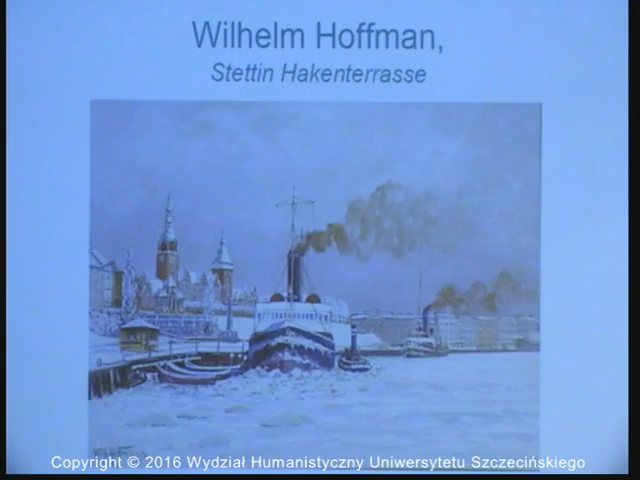 Wilhelm Hoffman,
Stettin Hakenterrasse
Copyright © 2016 Wydział Humanistyczny Uniwersytetu Szczecińskiego